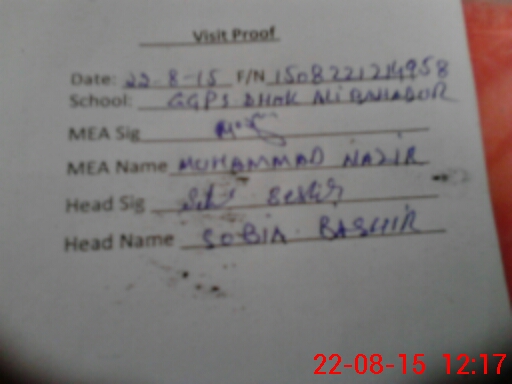 Visit Proof
Date: 22-8-15 F/N 1508221214958
School: GGPS DHOK ALI BAHADOR
MEA Sig
MEA Name MUHAMMAD NAZIR
Head Sig
Head Name SOBIA BASHIR
22-08-15 12:17